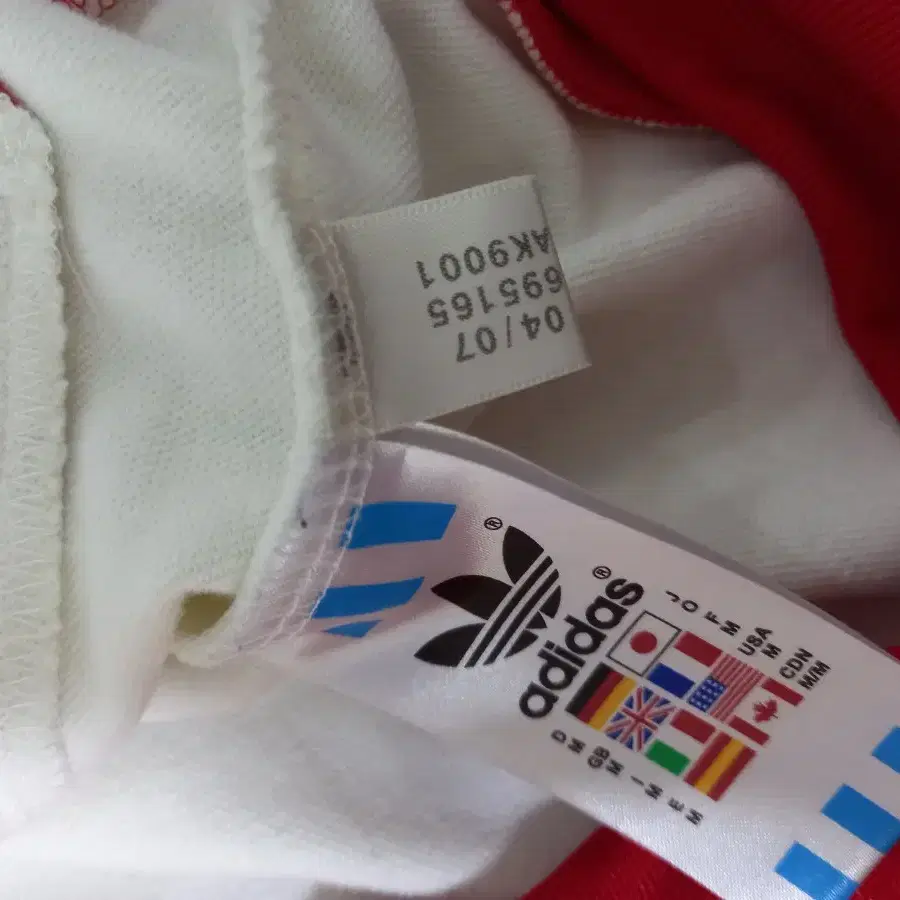 04/07
695165
AK9001
®
adidas®
J F USA CDN
O M M M/M
D GB I E
M M M M